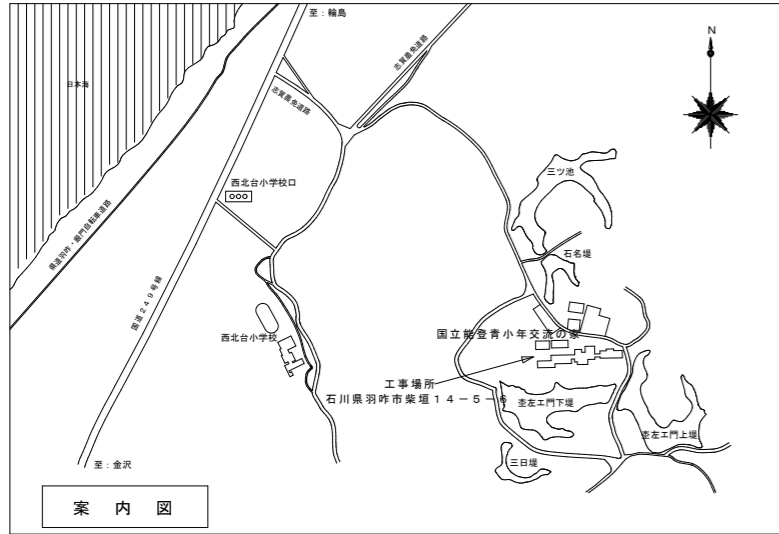 至：輪島
N
日本海
志賀農免道路
志賀農免道路
三ツ池
西北台小学校口
県道羽咋・巌門自転車道路
石名堤
国道249号線
国立能登青少年交流の家
西北台小学校
工事場所
石川県羽咋市柴垣14－5－6
杢左エ門下堤
杢左エ門上堤
三日堤
至：金沢
案内図